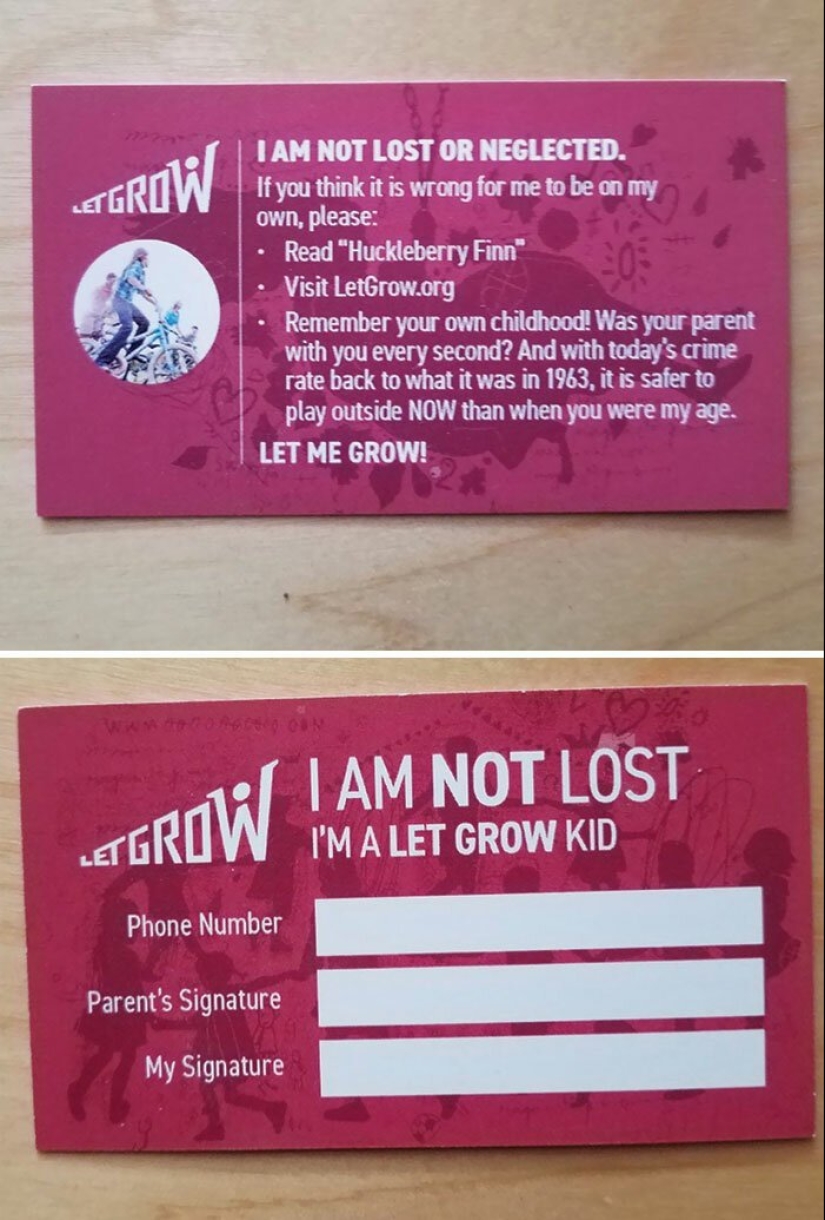 LET GROW
I AM NOT LOST OR NEGLECTED.
If you think it is wrong for me to be on my
own, please:
• Read "Huckleberry Finn"
• Visit LetGrow.org
• Remember your own childhood! Was your parent
with you every second? And with today's crime
rate back to what it was in 1963, it is safer to
play outside NOW than when you were my age.
LET ME GROW!
LET GROW
I AM NOT LOST
I'M A LET GROW KID
Phone Number
Parent's Signature
My Signature